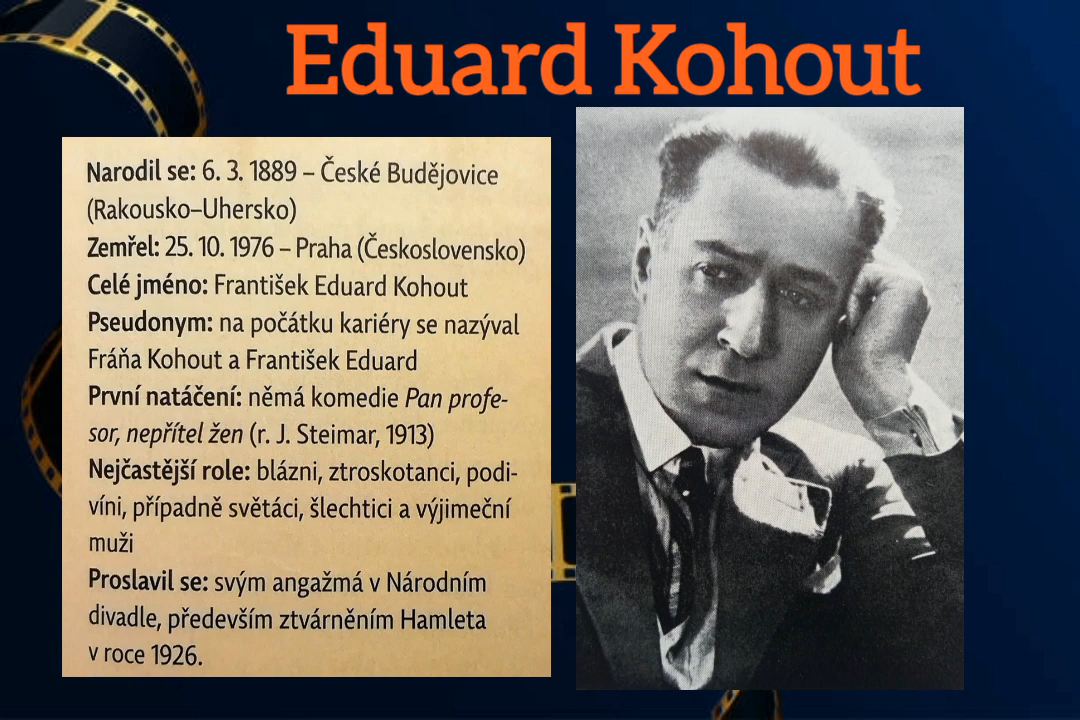 Eduard Kohout
Narodil se: 6. 3. 1889 – České Budějovice
(Rakousko–Uhersko)
Zemřel: 25. 10. 1976 – Praha (Československo)
Celé jméno: František Eduard Kohout
Pseudonym: na počátku kariéry se nazýval
Fráňa Kohout a František Eduard
První natáčení: němá komedie Pan profe-
sor, nepřítel žen (r. J. Steimar, 1913)
Nejčastější role: blázni, ztroskotanci, podi-
víni, případně světáci, šlechtici a výjimeční
muži
Proslavil se: svým angažmá v Národním
divadle, především ztvárněním Hamleta
v roce 1926.